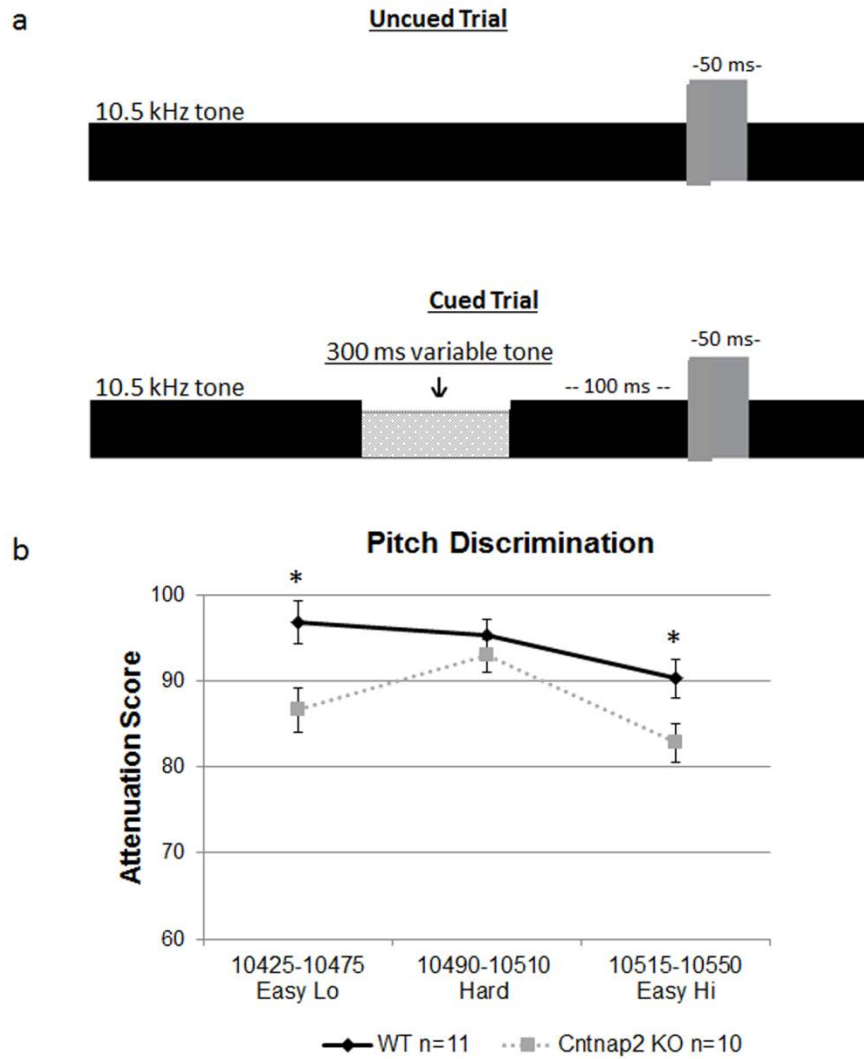 a
Uncued Trial
-50 ms-
10.5 kHz tone
Cued Trial
-50 ms-
300 ms variable tone
10.5 kHz tone
-- 100 ms --
b
Pitch Discrimination
*
*
100
90
80
70
60
Attenuation Score
10425-10475 10490-10510 10515-10550
Easy Lo Hard Easy Hi
WT n=11 Cntnap2 KO n=10